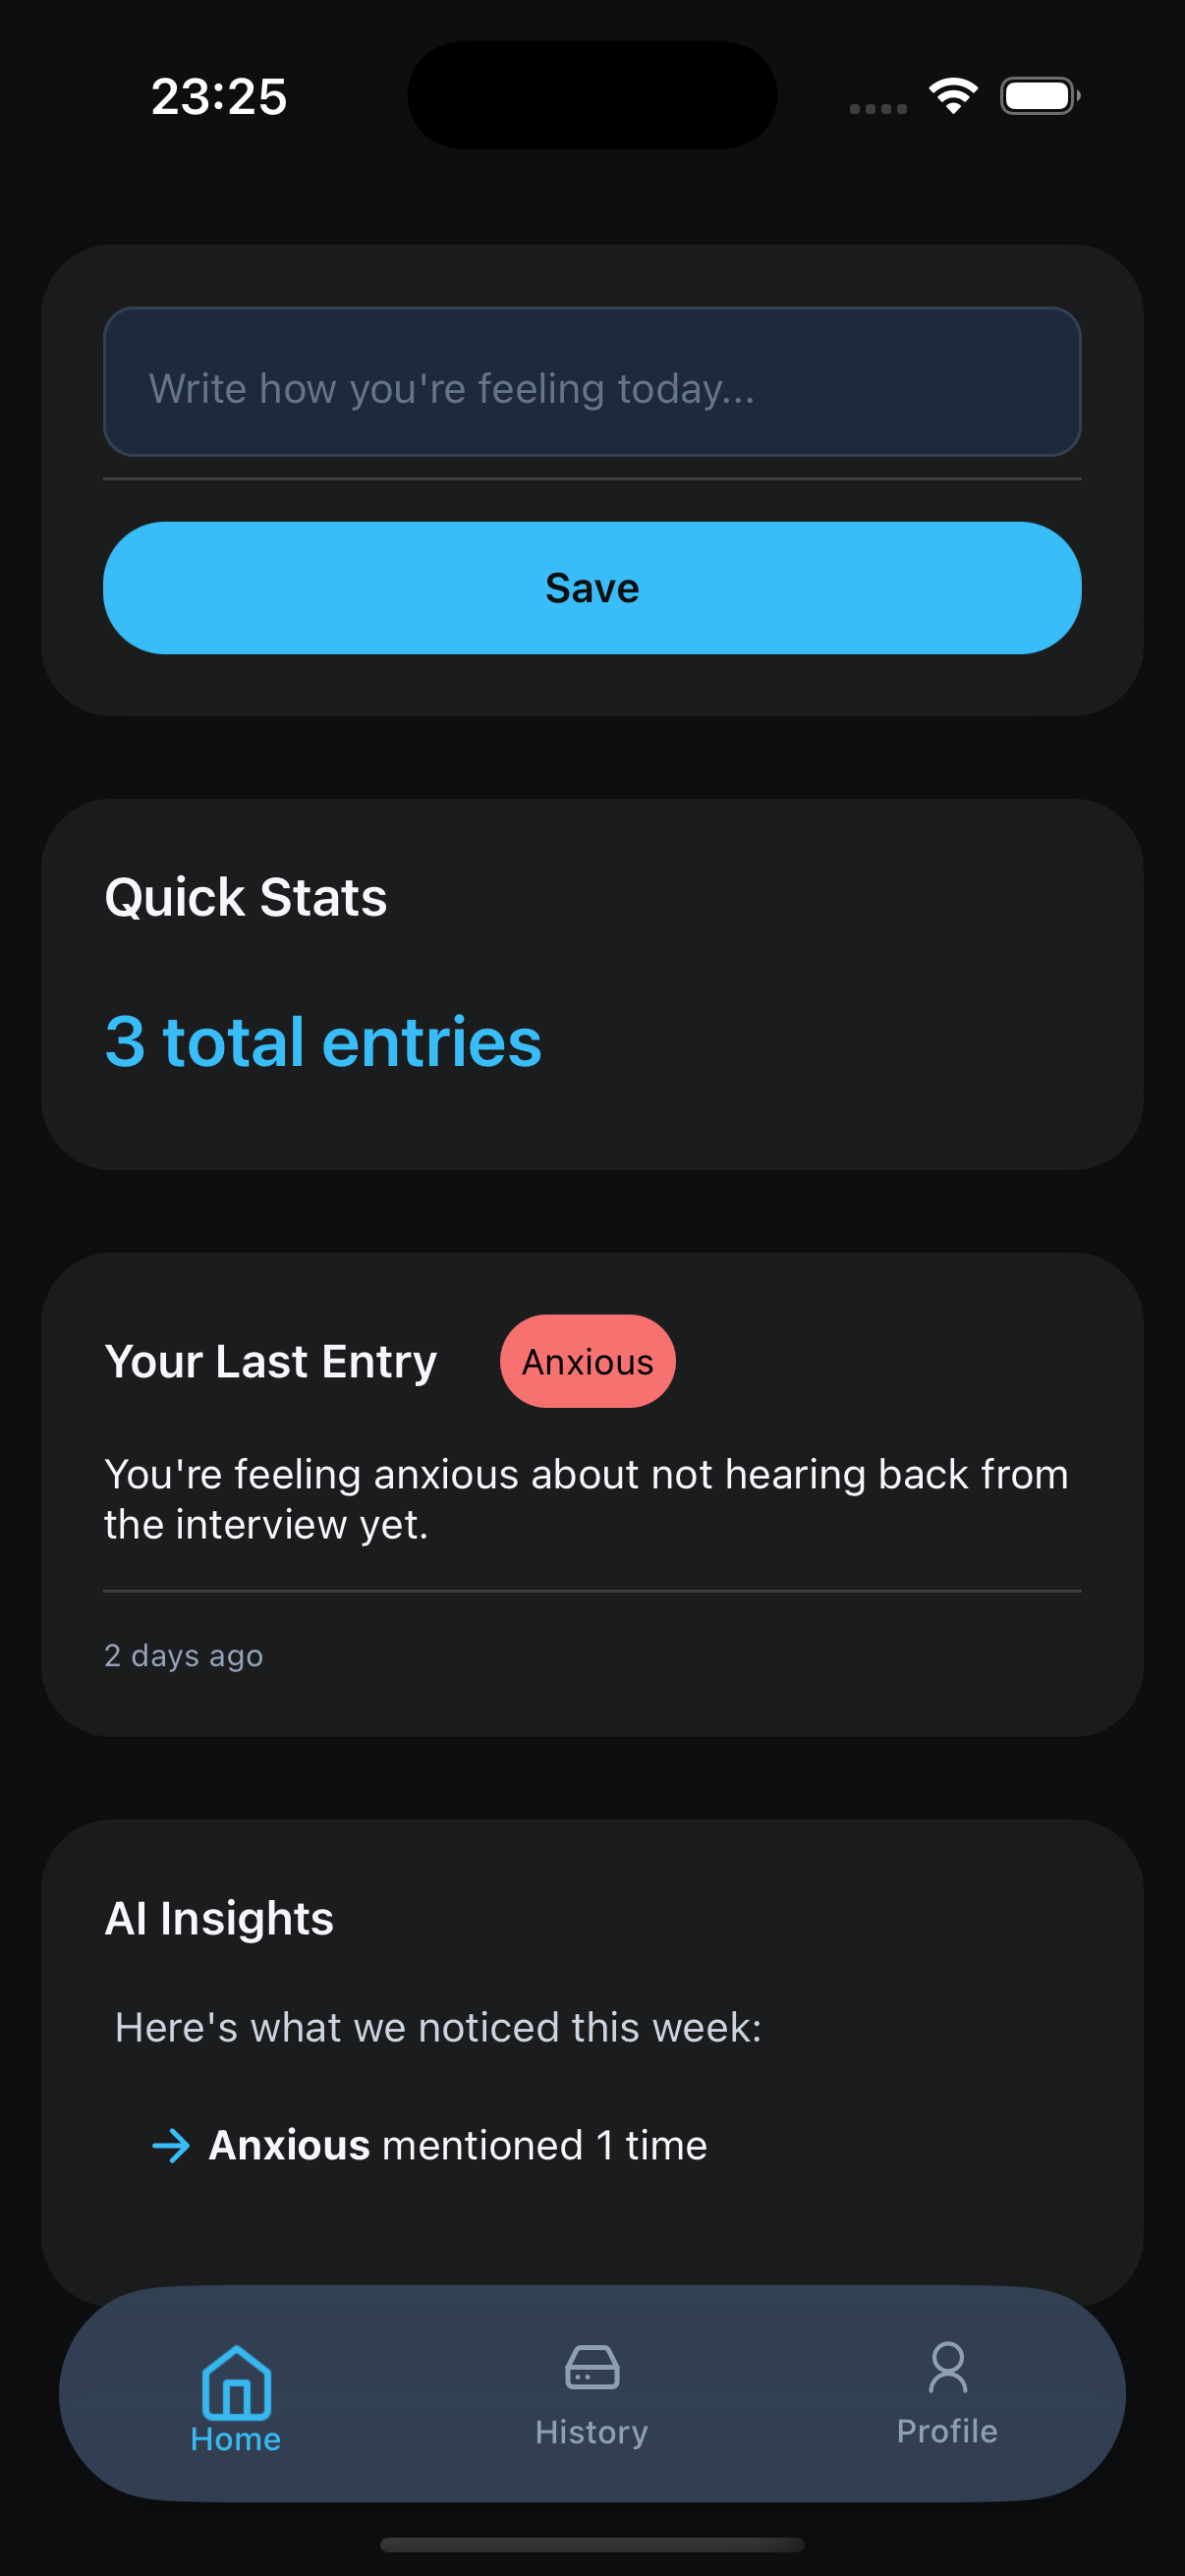 23:25
Write how you're feeling today...
Save
Quick Stats
3 total entries
Your Last Entry
Anxious
You're feeling anxious about not hearing back from
the interview yet.
2 days ago
AI Insights
Here's what we noticed this week:
→ Anxious mentioned 1 time
Home
History
Profile